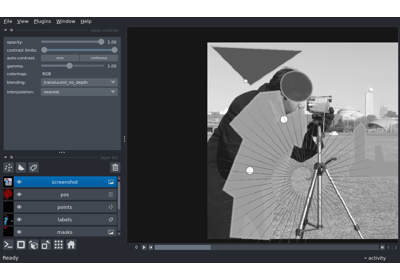 File View Plugins Window Help
opacity: 1.00
contrast limits:
auto-contrast: once continuous
gamma: 1.00
colormap: RGB
blending: translucent_no_depth
interpolation: nearest
screenshot
pos
points
labels
masks
0
Ready
activity